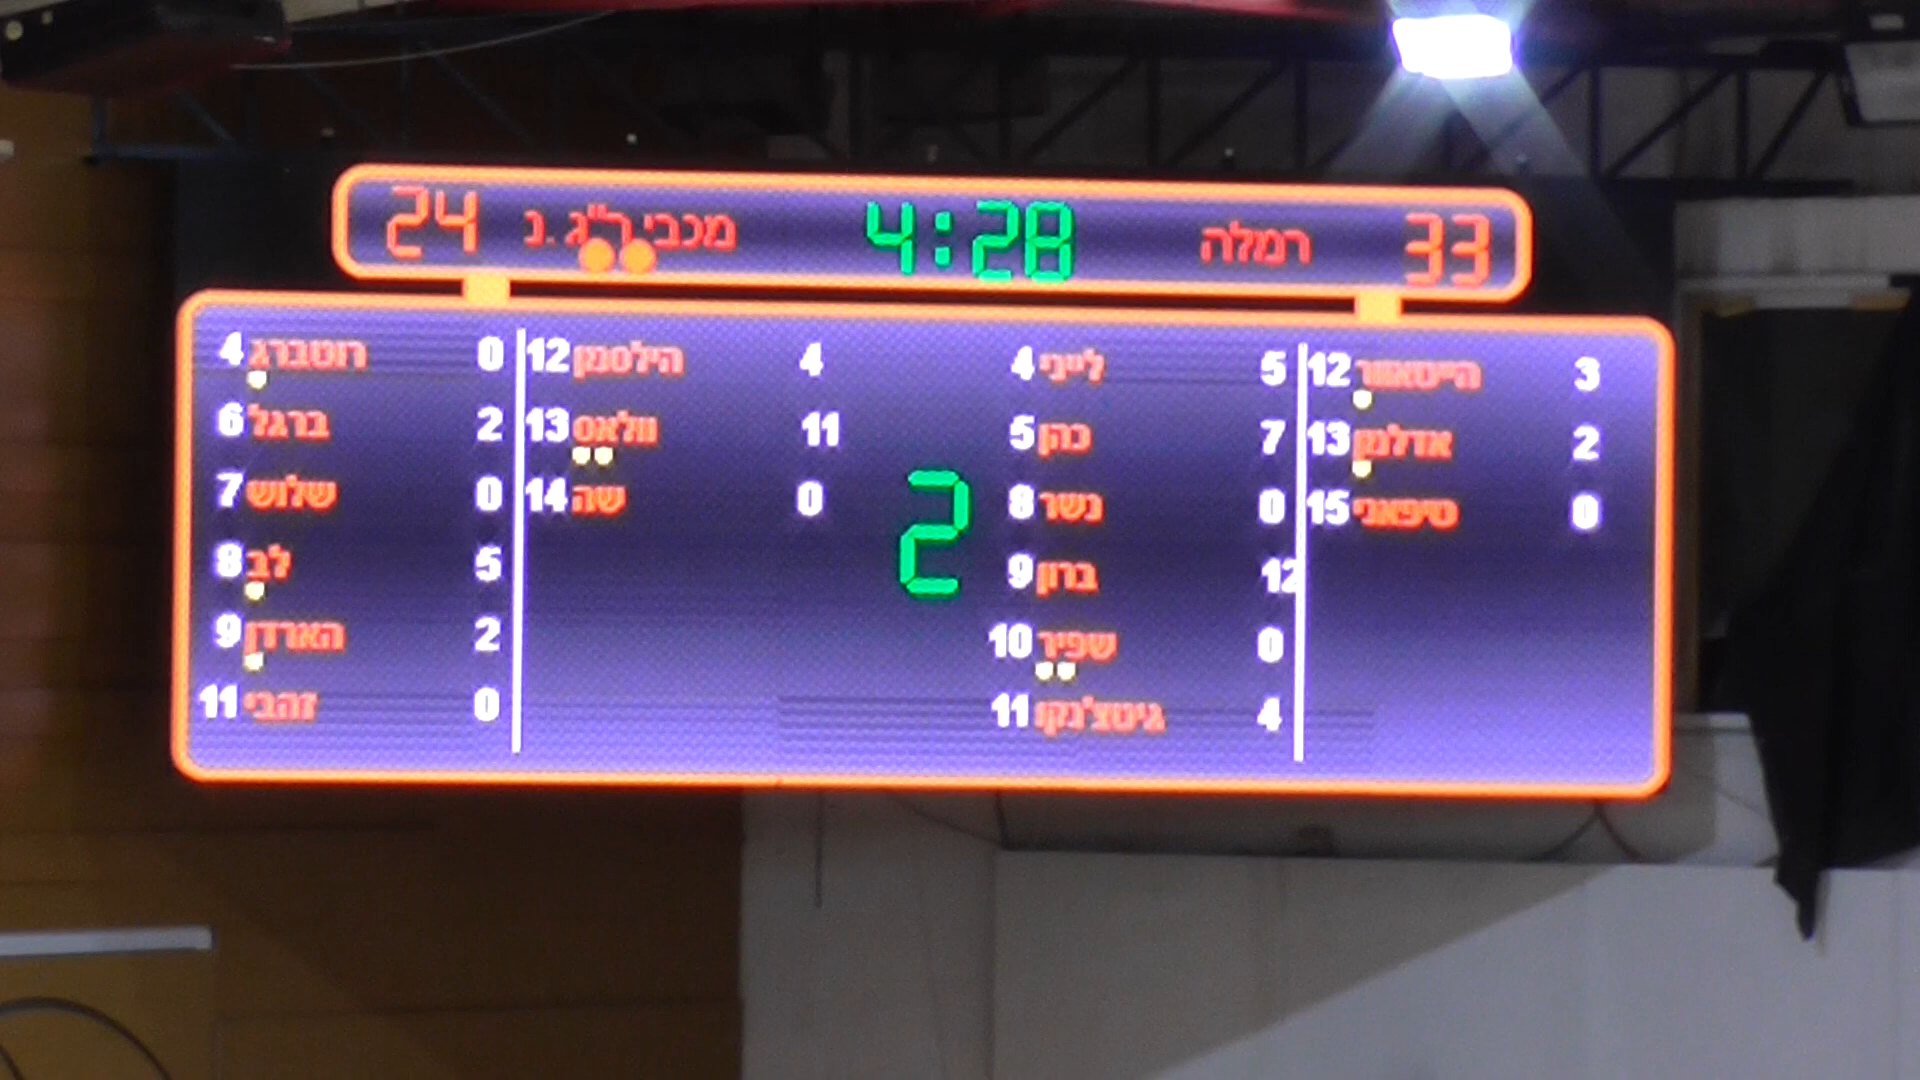 24 מכבי ר"ג .נ 4:28 רמלה 33
4 רוטברג 0
6 ברגל 2
7 שלוש 0
8 לב 5
9 הארדן 2
11 זהבי 0
12 הילסמן 4
13 וולאס 11
14 שה 0
2
4 לייני 5
5 כהן 7
8 נשר 0
9 ברון 12
10 שפיר 0
11 גיטצ'נקו 4
12 3
13 אדלמן 2
15 סיפאני 0